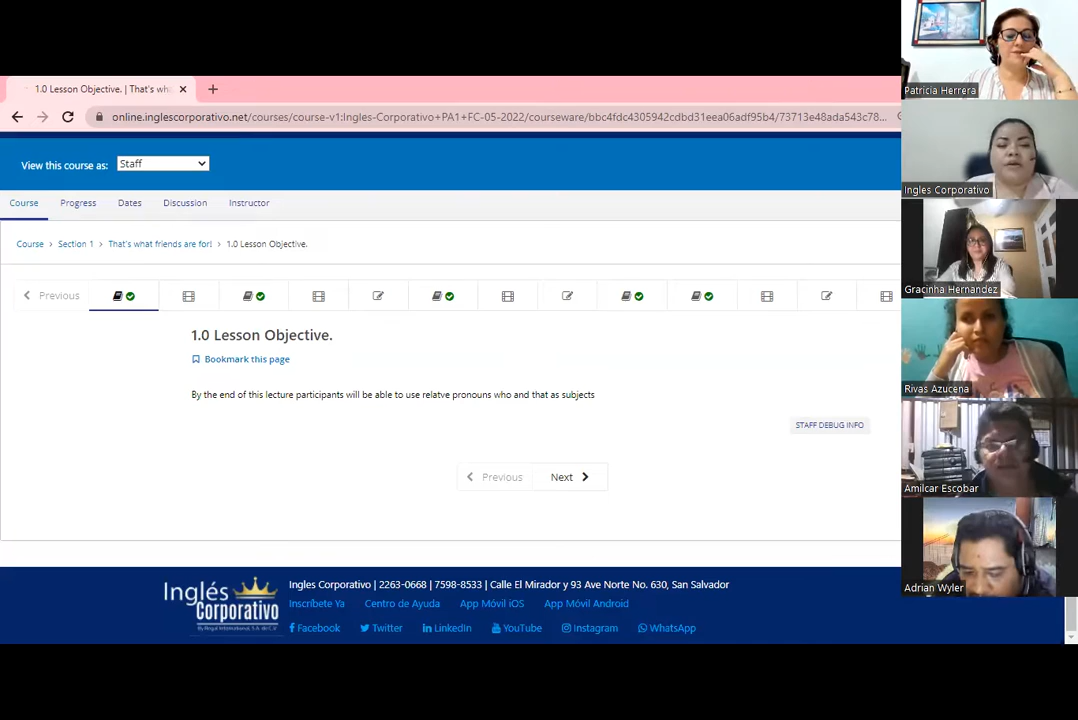 1.0 Lesson Objective. | That's wh
online.inglescorporativo.net/courses/course-v1:Ingles-Corporativo+PA1+FC-05-2022/courseware/bbc4fdc4305942cdbd31eea06adf95b4/73713e48ada543c78...
View this course as: Staff
Course Progress Dates Discussion Instructor
Course > Section 1 > That's what friends are for! > 1.0 Lesson Objective.
Previous
1.0 Lesson Objective.
Bookmark this page
By the end of this lecture participants will be able to use relatve pronouns who and that as subjects
STAFF DEBUG INFO
Previous Next
Inglés Corporativo
Ingles Corporativo | 2263-0668 | 7598-8533 | Calle El Mirador y 93 Ave Norte No. 630, San Salvador
Inscríbete Ya Centro de Ayuda App Móvil iOS App Móvil Android
Facebook Twitter LinkedIn YouTube Instagram WhatsApp
Patricia Herrera
Ingles Corporativo
Gracinha Hernandez
Rivas Azucena
Amilcar Escobar
Adrian Wyler